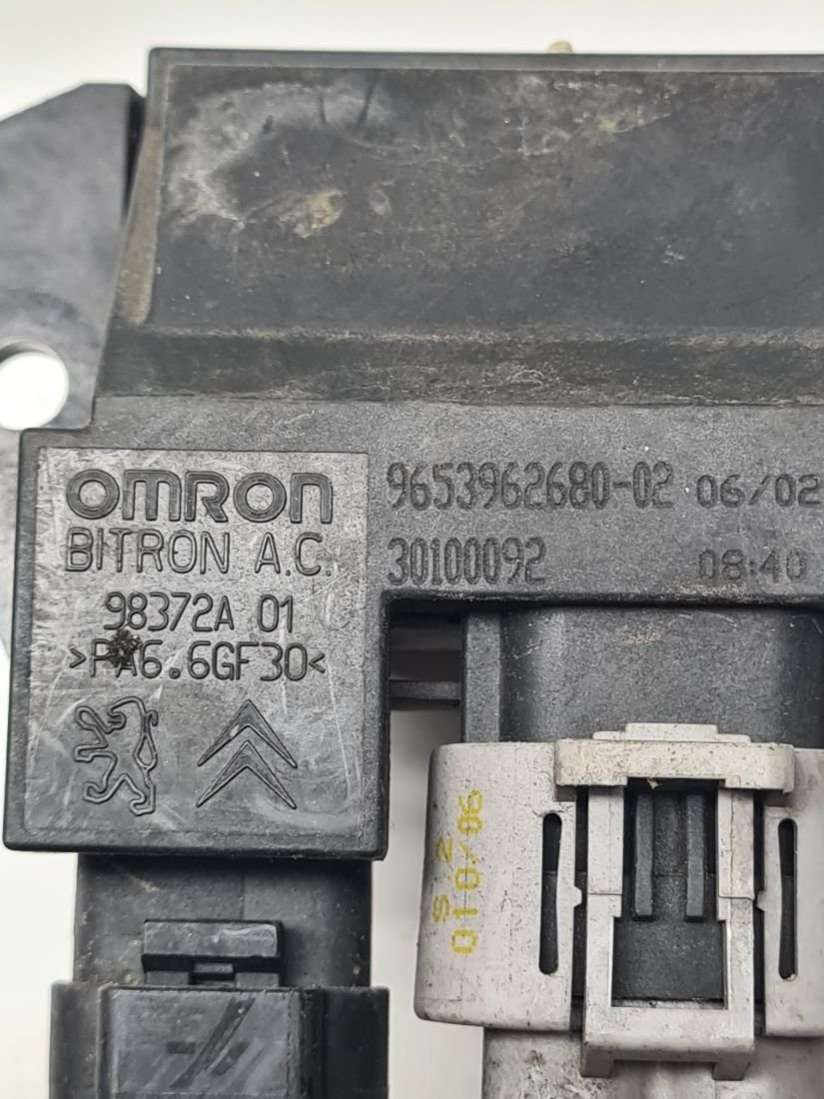 OMRON
BITRON A.C.
98372A 01
>PA6.6GF30<
9653962680-02 06/02
30100092 08:40
S 2
010/06